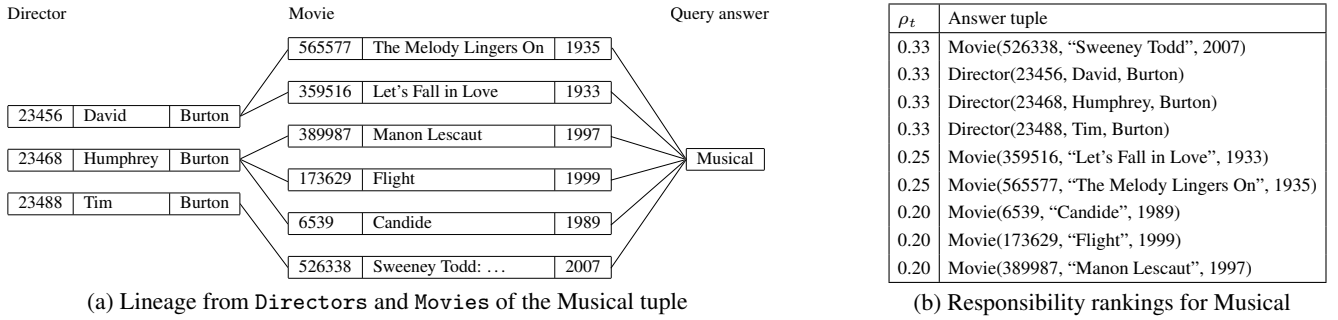 Director Movie Query answer
565577 The Melody Lingers On 1935
359516 Let's Fall in Love 1933
23456 David Burton
389987 Manon Lescaut 1997
23468 Humphrey Burton
Musical
173629 Flight 1999
23488 Tim Burton
6539 Candide 1989
526338 Sweeney Todd: … 2007
(a) Lineage from Directors and Movies of the Musical tuple
ρt Answer tuple
0.33 Movie(526338, “Sweeney Todd”, 2007)
0.33 Director(23456, David, Burton)
0.33 Director(23468, Humphrey, Burton)
0.33 Director(23488, Tim, Burton)
0.25 Movie(359516, “Let’s Fall in Love”, 1933)
0.25 Movie(565577, “The Melody Lingers On”, 1935)
0.20 Movie(6539, “Candide”, 1989)
0.20 Movie(173629, “Flight”, 1999)
0.20 Movie(389987, “Manon Lescaut”, 1997)
(b) Responsibility rankings for Musical